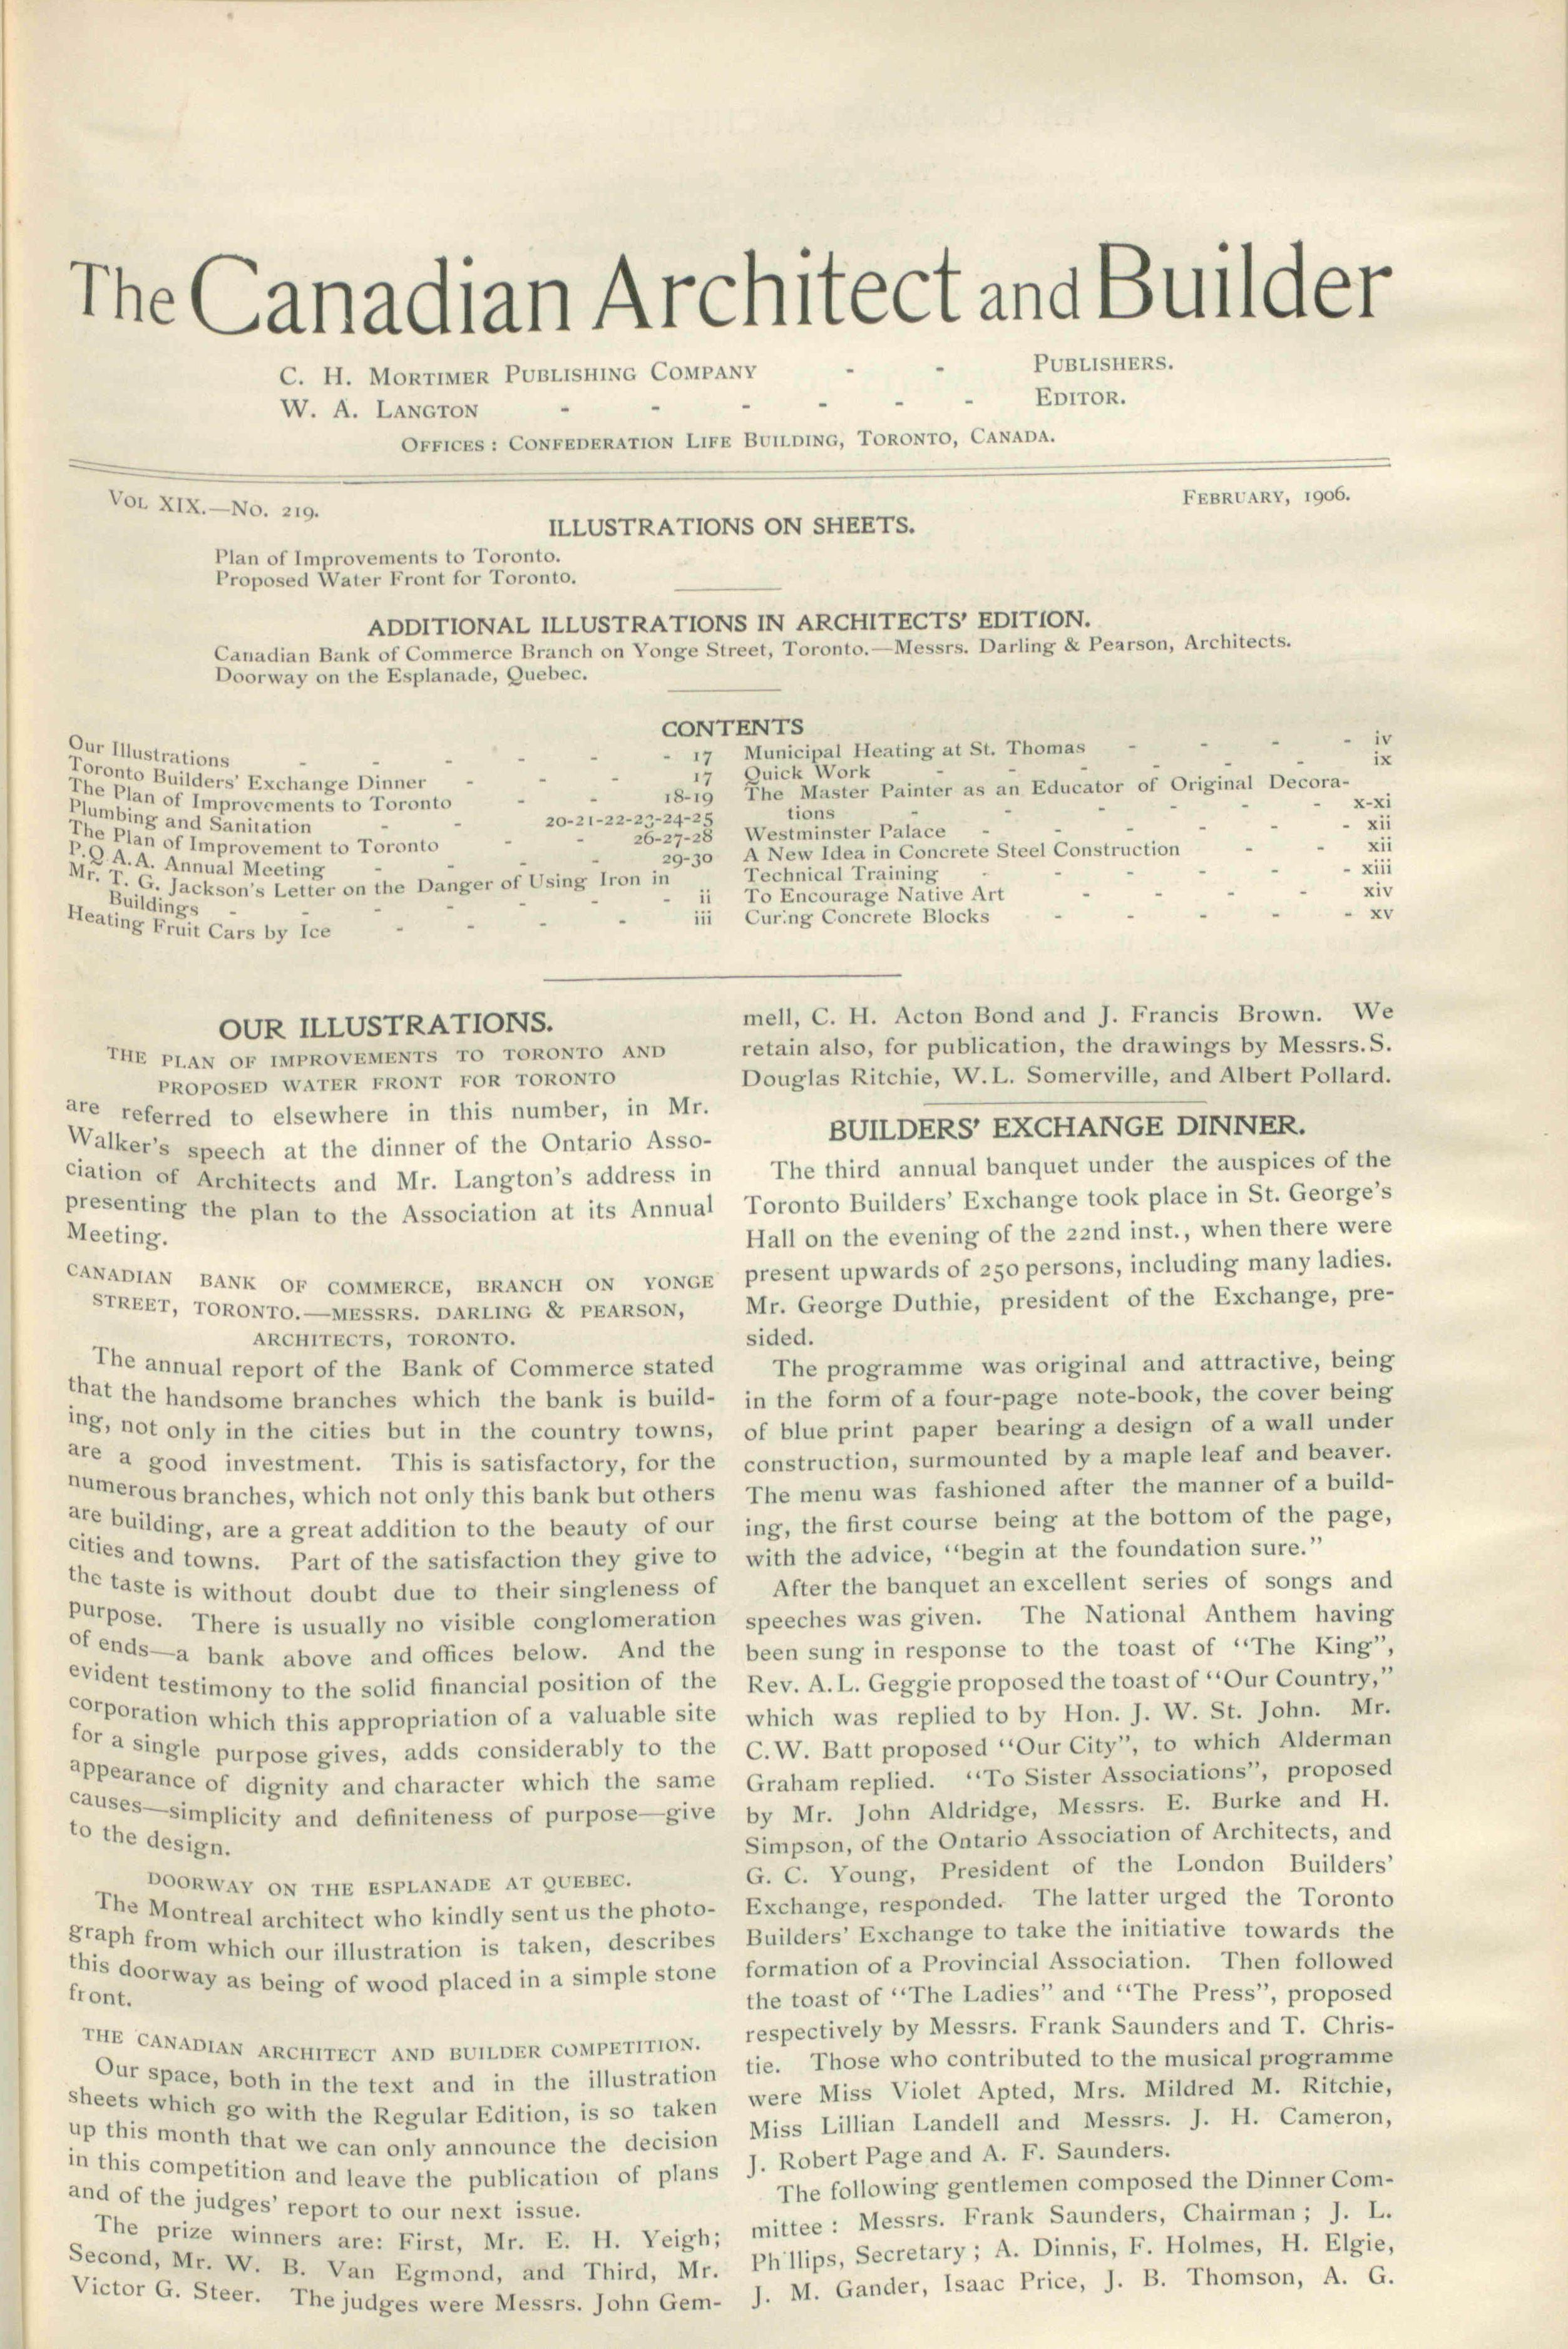 The Canadian Architect and Builder
C. H. MORTIMER PUBLISHING COMPANY - - PUBLISHERS.
W. A. LANGTON - - - - - - EDITOR.
OFFICES : CONFEDERATION LIFE BUILDING, TORONTO, CANADA.
VOL XIX.—No. 219.
FEBRUARY, 1906.
ILLUSTRATIONS ON SHEETS.
Plan of Improvements to Toronto.
Proposed Water Front for Toronto.
ADDITIONAL ILLUSTRATIONS IN ARCHITECTS' EDITION.
Canadian Bank of Commerce Branch on Yonge Street, Toronto.—Messrs. Darling & Pearson, Architects.
Doorway on the Esplanade, Quebec.
CONTENTS
Our Illustrations - - - - - - 17
Toronto Builders' Exchange Dinner - - - 17
The Plan of Improvements to Toronto - - 18-19
Plumbing and Sanitation - - 20-21-22-23-24-25
The Plan of Improvement to Toronto - - 26-27-28
P.Q.A.A. Annual Meeting - - - 29-30
Mr. T. G. Jackson's Letter on the Danger of Using Iron in
Buildings - - - - - - - ii
Heating Fruit Cars by Ice - - - - iii
Municipal Heating at St. Thomas - - - - iv
Quick Work - - - - - - ix
The Master Painter as an Educator of Original Decora-
tions - - - - - - - x-xi
Westminster Palace - - - - - - xii
A New Idea in Concrete Steel Construction - - xii
Technical Training - - - - - - xiii
To Encourage Native Art - - - - xiv
Curing Concrete Blocks - - - - - xv
OUR ILLUSTRATIONS.
THE PLAN OF IMPROVEMENTS TO TORONTO AND
PROPOSED WATER FRONT FOR TORONTO
are referred to elsewhere in this number, in Mr.
Walker's speech at the dinner of the Ontario Asso-
ciation of Architects and Mr. Langton's address in
presenting the plan to the Association at its Annual
Meeting.
CANADIAN BANK OF COMMERCE, BRANCH ON YONGE
STREET, TORONTO.—MESSRS. DARLING & PEARSON,
ARCHITECTS, TORONTO.
The annual report of the Bank of Commerce stated
that the handsome branches which the bank is build-
ing, not only in the cities but in the country towns,
are a good investment. This is satisfactory, for the
numerous branches, which not only this bank but others
are building, are a great addition to the beauty of our
cities and towns. Part of the satisfaction they give to
the taste is without doubt due to their singleness of
purpose. There is usually no visible conglomeration
of ends—a bank above and offices below. And the
evident testimony to the solid financial position of the
corporation which this appropriation of a valuable site
for a single purpose gives, adds considerably to the
appearance of dignity and character which the same
causes—simplicity and definiteness of purpose—give
to the design.
DOORWAY ON THE ESPLANADE AT QUEBEC.
The Montreal architect who kindly sent us the photo-
graph from which our illustration is taken, describes
this doorway as being of wood placed in a simple stone
front.
THE CANADIAN ARCHITECT AND BUILDER COMPETITION.
Our space, both in the text and in the illustration
sheets which go with the Regular Edition, is so taken
up this month that we can only announce the decision
in this competition and leave the publication of plans
and of the judges' report to our next issue.
The prize winners are: First, Mr. E. H. Yeigh;
Second, Mr. W. B. Van Egmond, and Third, Mr.
Victor G. Steer. The judges were Messrs. John Gem-
mell, C. H. Acton Bond and J. Francis Brown. We
retain also, for publication, the drawings by Messrs. S.
Douglas Ritchie, W. L. Somerville, and Albert Pollard.
BUILDERS' EXCHANGE DINNER.
The third annual banquet under the auspices of the
Toronto Builders' Exchange took place in St. George's
Hall on the evening of the 22nd inst., when there were
present upwards of 250 persons, including many ladies.
Mr. George Duthie, president of the Exchange, pre-
sided.
The programme was original and attractive, being
in the form of a four-page note-book, the cover being
of blue print paper bearing a design of a wall under
construction, surmounted by a maple leaf and beaver.
The menu was fashioned after the manner of a build-
ing, the first course being at the bottom of the page,
with the advice, "begin at the foundation sure."
After the banquet an excellent series of songs and
speeches was given. The National Anthem having
been sung in response to the toast of "The King",
Rev. A. L. Geggie proposed the toast of "Our Country,"
which was replied to by Hon. J. W. St. John. Mr.
C. W. Batt proposed "Our City", to which Alderman
Graham replied. "To Sister Associations", proposed
by Mr. John Aldridge, Messrs. E. Burke and H.
Simpson, of the Ontario Association of Architects, and
G. C. Young, President of the London Builders'
Exchange, responded. The latter urged the Toronto
Builders' Exchange to take the initiative towards the
formation of a Provincial Association. Then followed
the toast of "The Ladies" and "The Press", proposed
respectively by Messrs. Frank Saunders and T. Chris-
tie. Those who contributed to the musical programme
were Miss Violet Apted, Mrs. Mildred M. Ritchie,
Miss Lillian Landell and Messrs. J. H. Cameron,
J. Robert Page and A. F. Saunders.
The following gentlemen composed the Dinner Com-
mittee : Messrs. Frank Saunders, Chairman ; J. L.
Ph llips, Secretary ; A. Dinnis, F. Holmes, H. Elgie,
J. M. Gander, Isaac Price, J. B. Thomson, A. G.